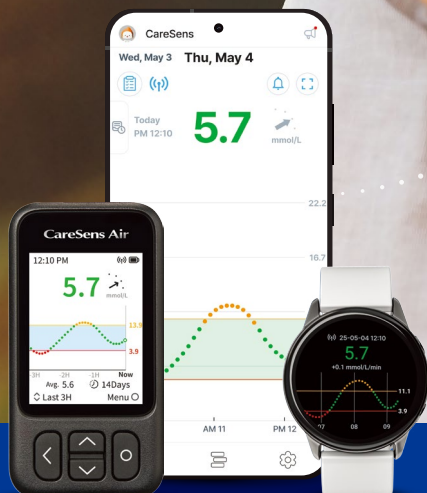 CareSens
Wed, May 3 Thu, May 4
Today
PM 12:10
5.7
mmol/L
22.2
16.7
AM 11
PM 12
CareSens Air
12:10 PM
5.7
mmol/L
13.9
3.9
-3H -2H -1H Now
Avg. 5.6 14Days
Last 3H Menu
25-05-04 12:10
5.7
+0.1 mmol/L/min
11.1
3.9
07 08 09